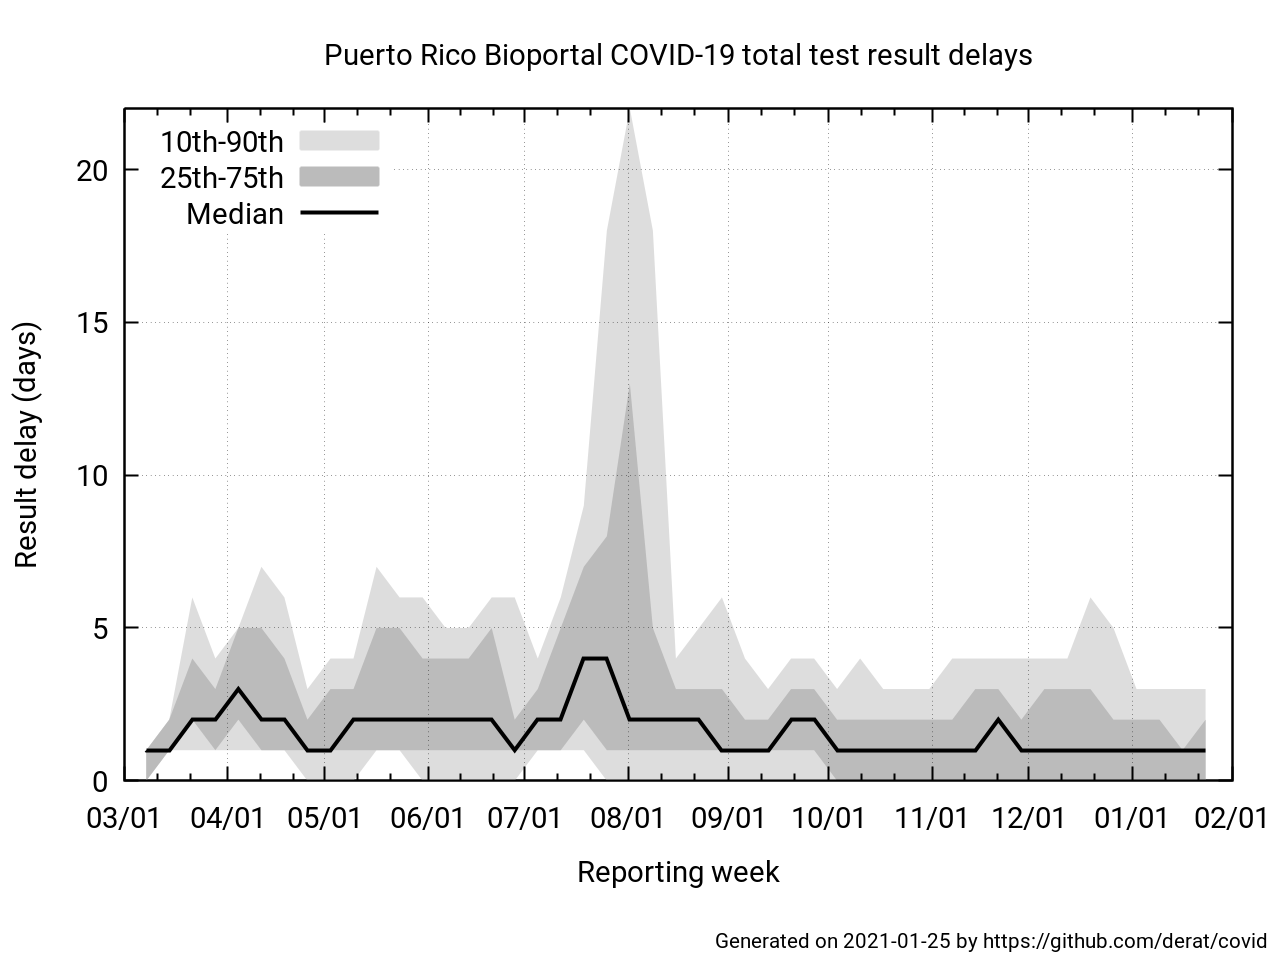 Puerto Rico Bioportal COVID-19 total test result delays
10th-90th
25th-75th
Median
20
15
10
5
0
Result delay (days)
03/01 04/01 05/01 06/01 07/01 08/01 09/01 10/01 11/01 12/01 01/01 02/01
Reporting week
Generated on 2021-01-25 by https://github.com/derat/covid